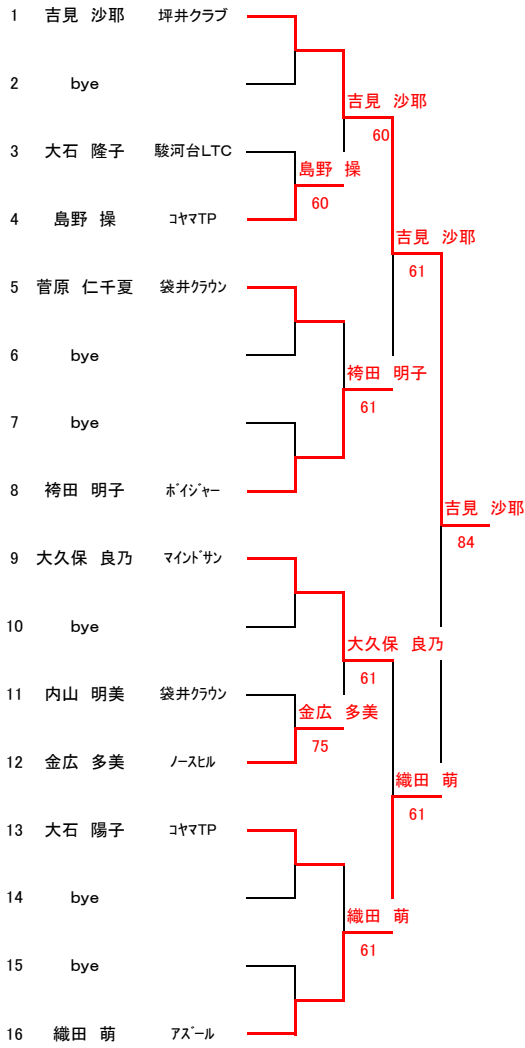 1 吉見 沙耶 坪井クラブ
2 bye
吉見 沙耶
60
3 大石 隆子 駿河台LTC
島野 操
60
4 島野 操 コヤマTP
吉見 沙耶
61
5 菅原 仁千夏 袋井クラウン
6 bye
袴田 明子
61
7 bye
8 袴田 明子 ボイジャー
吉見 沙耶
84
9 大久保 良乃 マインドサン
10 bye
大久保 良乃
61
11 内山 明美 袋井クラウン
金広 多美
75
12 金広 多美 ノースヒル
織田 萌
61
13 大石 陽子 コヤマTP
14 bye
織田 萌
61
15 bye
16 織田 萌 アズール